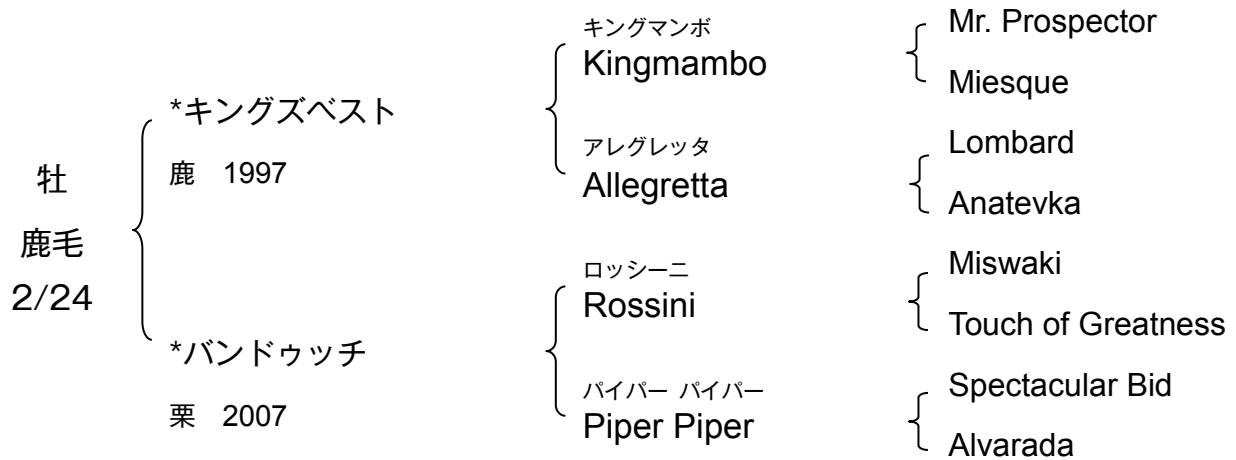 牡
鹿毛
2/24
*キングズベスト
鹿　1997
*バンドゥッチ
栗　2007
キングマンボ
Kingmambo
アレグレッタ
Allegretta
ロッシーニ
Rossini
パイパー パイパー
Piper Piper
Mr. Prospector
Miesque
Lombard
Anatevka
Miswaki
Touch of Greatness
Spectacular Bid
Alvarada